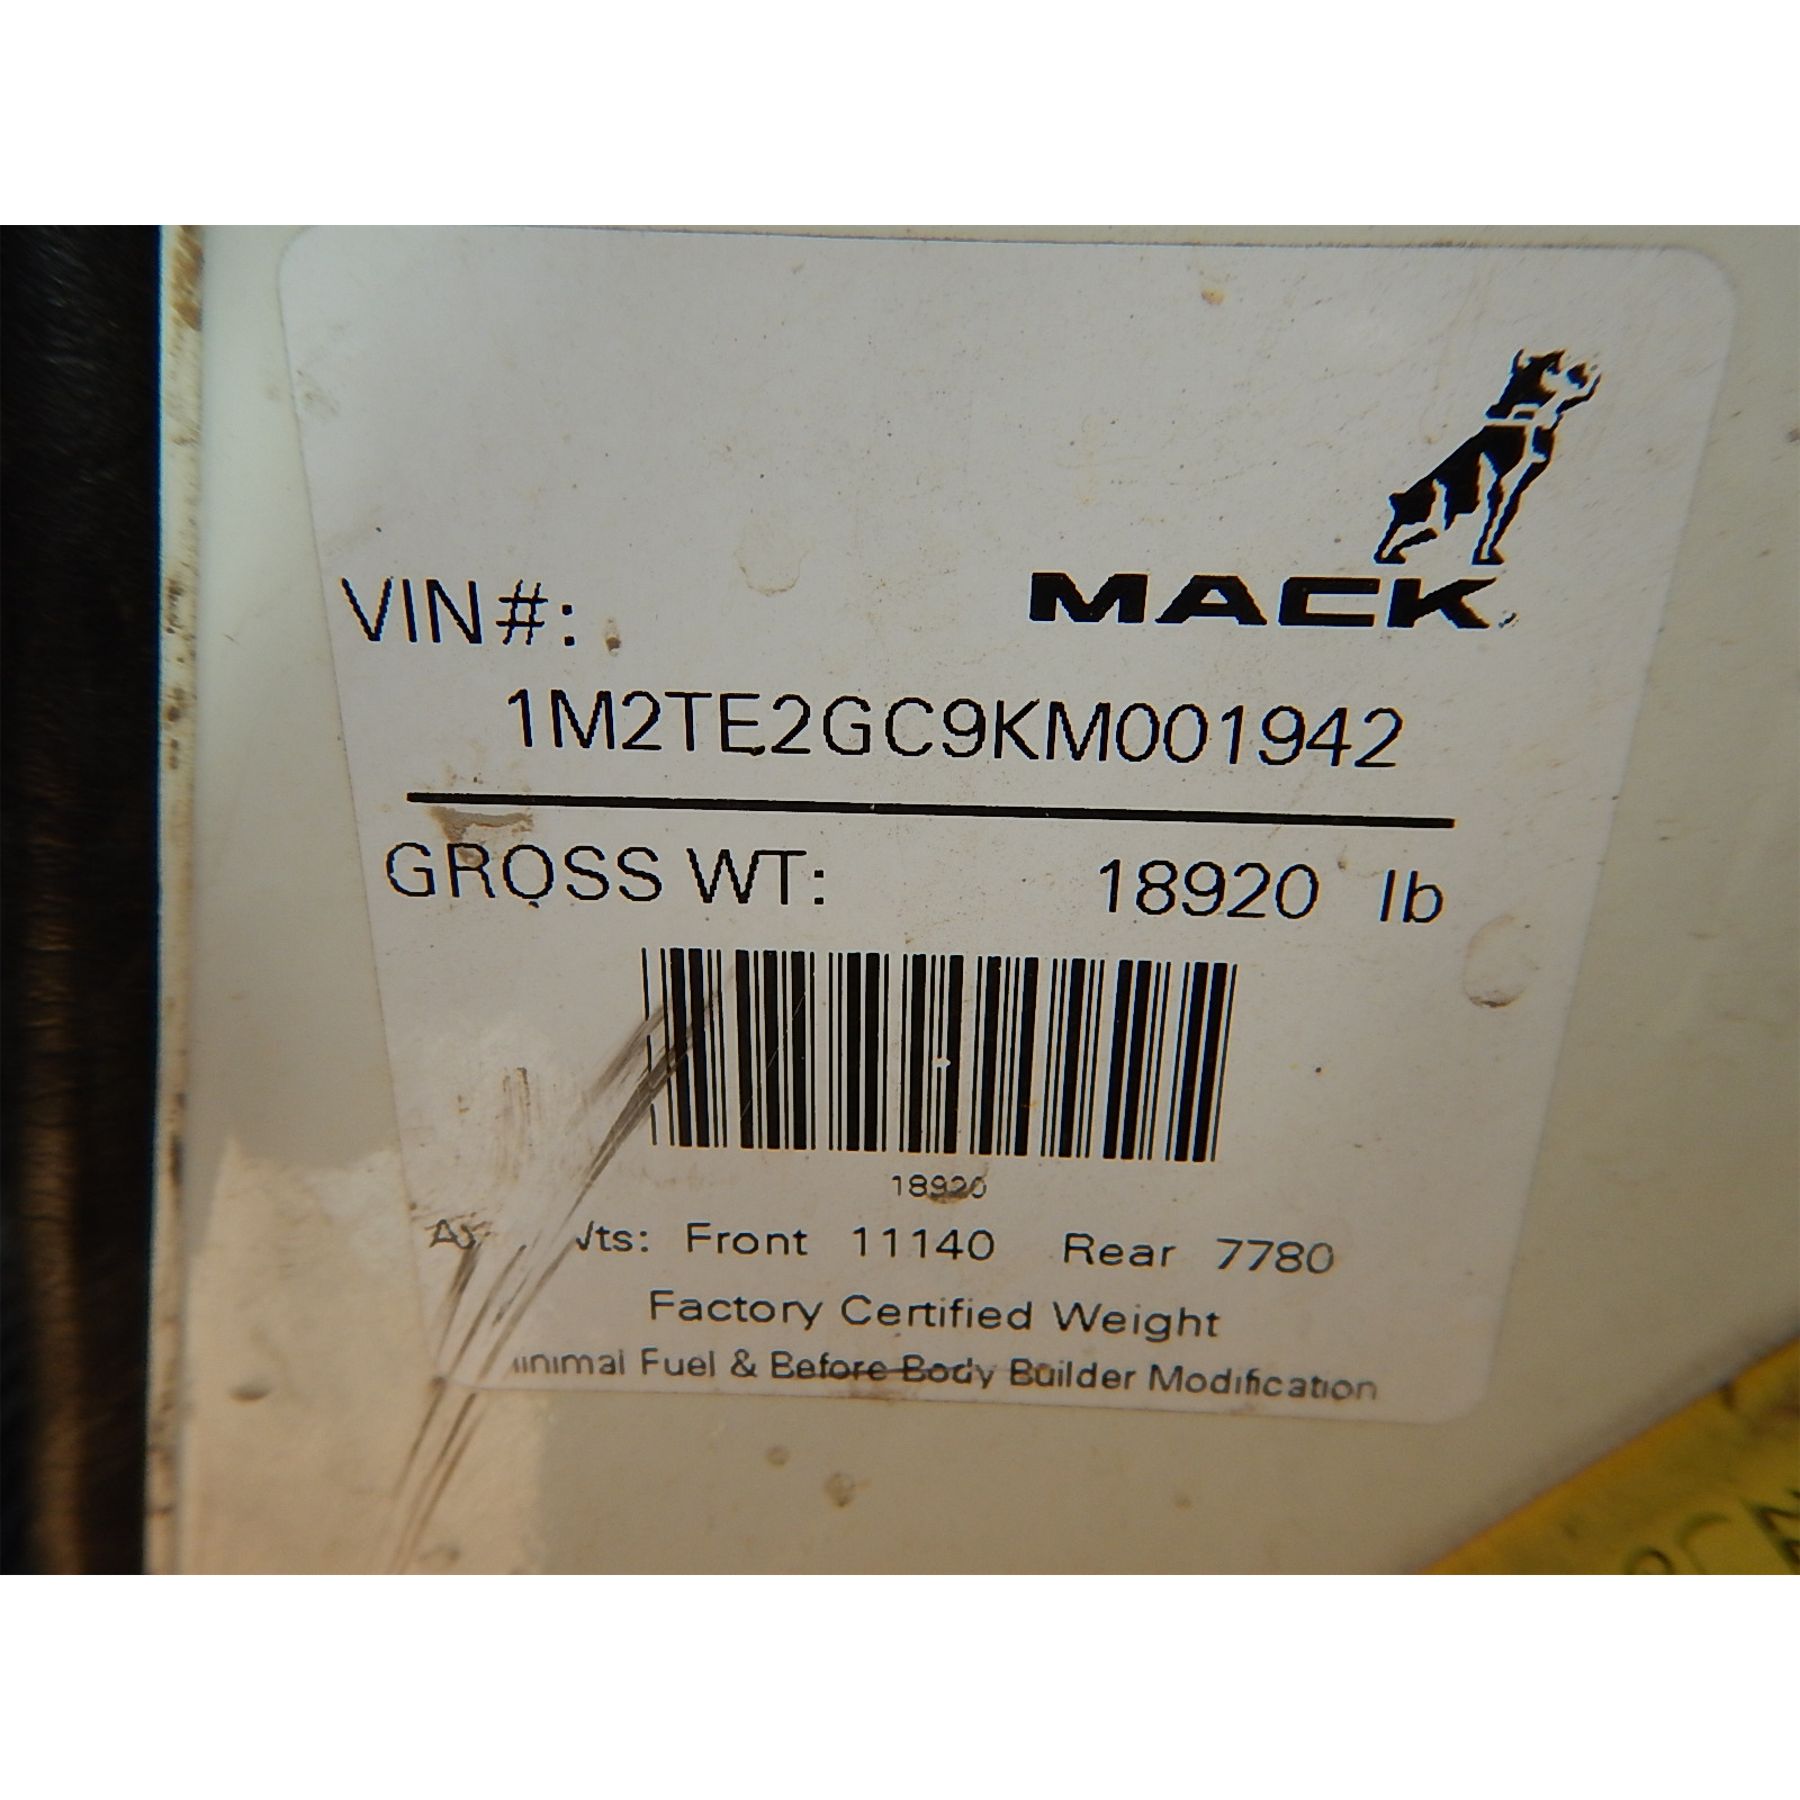 MACK
VIN#:
1M2TE2GC9KM001942
GROSS WT: 18920 lb
18920
Front 11140 Rear 7780
Factory Certified Weight
Fuel & Before Body Builder Modification